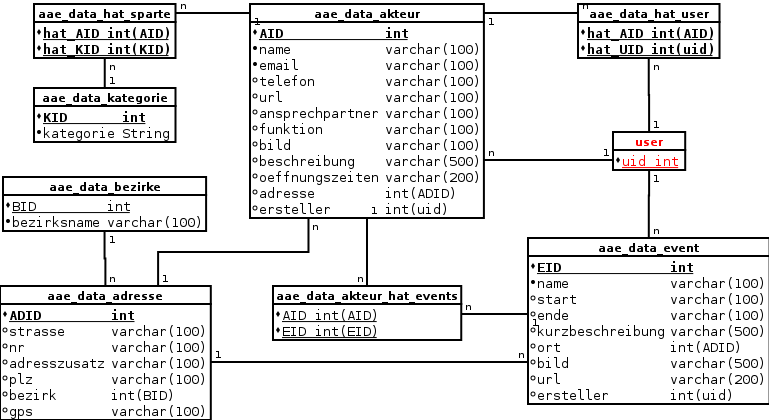 aae_data_hat_sparte
hat_AID int(AID)
hat_KID int(KID)
n
1
n
1
aae_data_kategorie
KID int
kategorie String
aae_data_akteur
AID int
name varchar(100)
email varchar(100)
telefon varchar(100)
url varchar(100)
ansprechpartner varchar(100)
funktion varchar(100)
bild varchar(100)
beschreibung varchar(500)
oeffnungszeiten varchar(200)
adresse int(ADID)
ersteller int(uid)
1
n
aae_data_hat_user
hat_AID int(AID)
hat_UID int(uid)
n
1
n
1
user
uid int
1
n
aae_data_bezirke
BID int
bezirksname varchar(100)
1
n
n
1
1
n
aae_data_adresse
ADID int
strasse varchar(100)
nr varchar(100)
adresszusatz varchar(100)
plz varchar(100)
bezirk int(BID)
gps varchar(100)
aae_data_akteur_hat_events
AID int(AID)
EID int(EID)
n
1
1
n
aae_data_event
EID int
name varchar(100)
start varchar(100)
ende varchar(100)
kurzbeschreibung varchar(500)
ort int(ADID)
bild varchar(500)
url varchar(200)
ersteller int(uid)